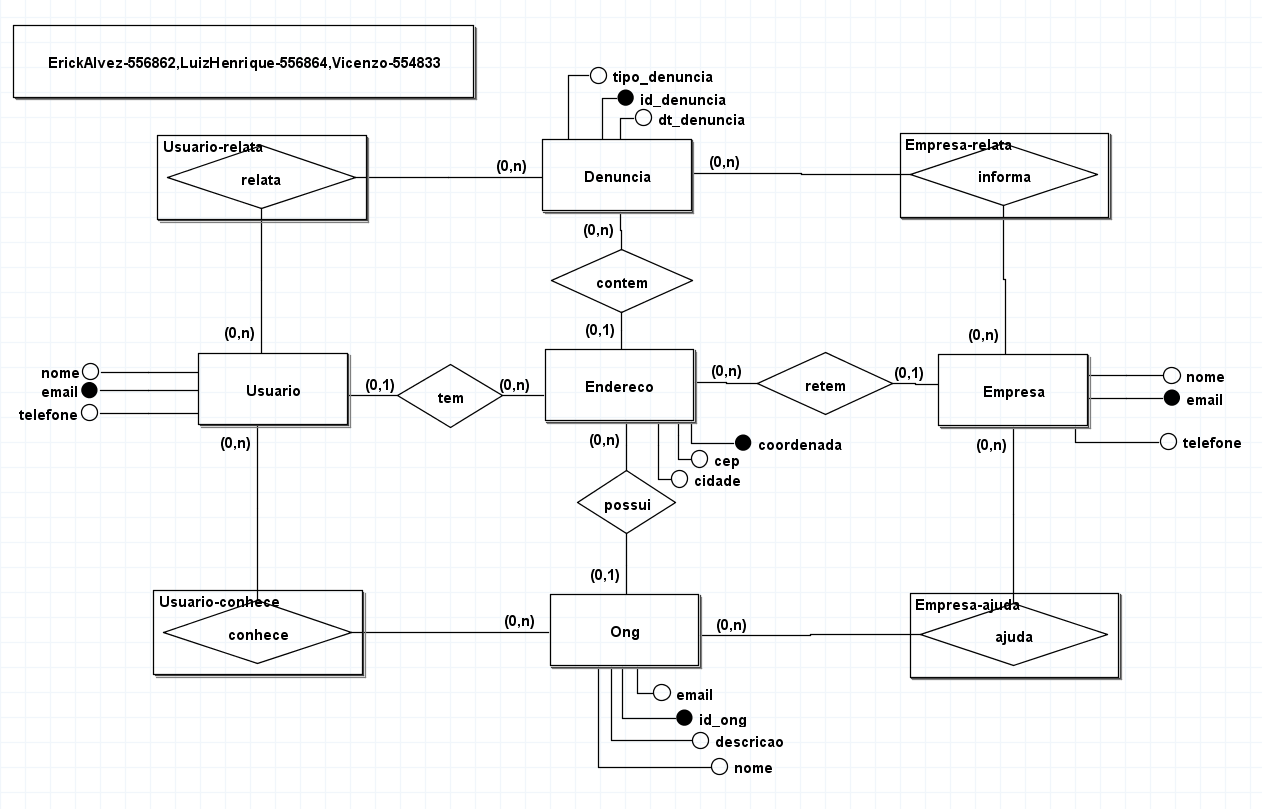 ErickAlvez-556862,LuizHenrique-556864,Vicenzo-554833
tipo_denuncia
id_denuncia
dt_denuncia
Usuario-relata
relata
(0,n)
Denuncia
(0,n)
Empresa-relata
informa
(0,n)
contem
(0,1)
(0,n)
(0,n)
nome
email
telefone
Usuario
(0,1)
tem
(0,n)
Endereco
(0,n)
retem
(0,1)
Empresa
nome
email
telefone
(0,n)
(0,n)
(0,n)
coordenada
cep
cidade
possui
(0,1)
Usuario-conhece
conhece
(0,n)
Ong
(0,n)
Empresa-ajuda
ajuda
email
id_ong
descricao
nome